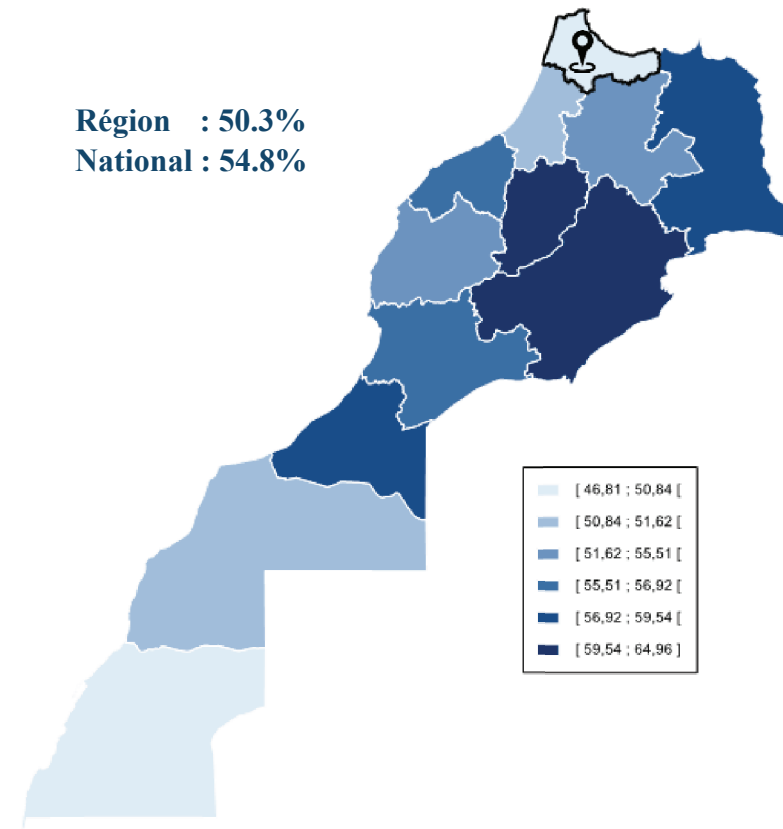 Région : 50.3%
National : 54.8%
[ 46,81 ; 50,84 [
[ 50,84 ; 51,62 [
[ 51,62 ; 55,51 [
[ 55,51 ; 56,92 [
[ 56,92 ; 59,54 [
[ 59,54 ; 64,96 ]